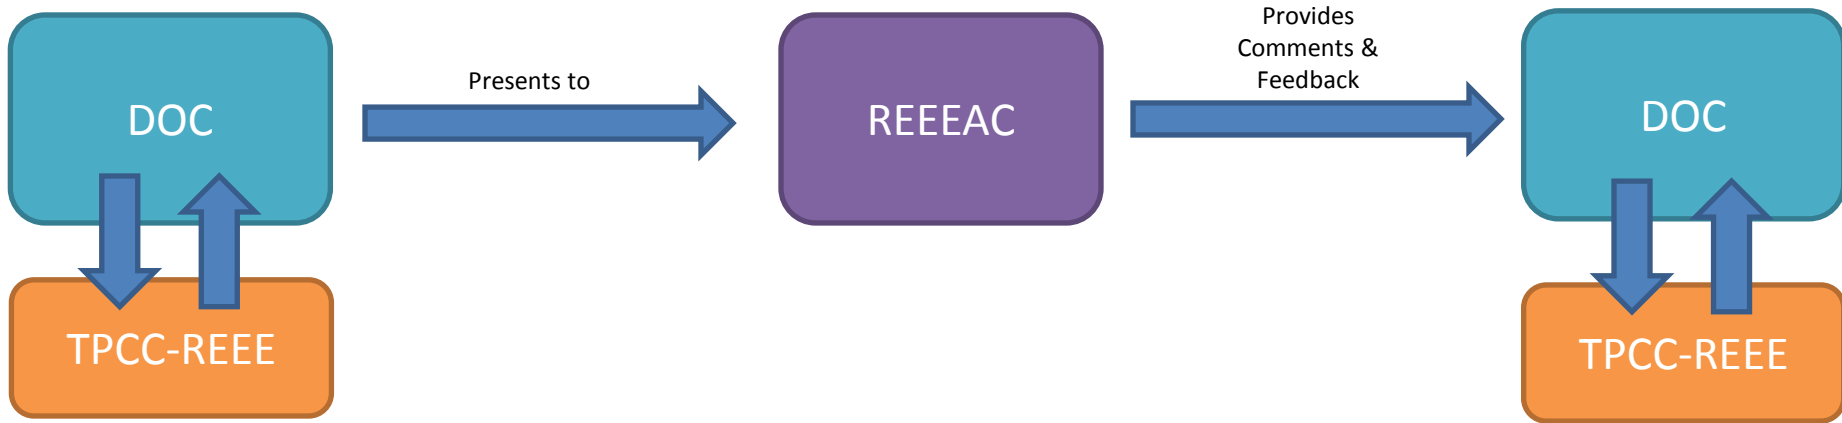 DOC
Presents to
REEEAC
Provides
Comments &
Feedback
DOC
TPCC-REEE
TPCC-REEE